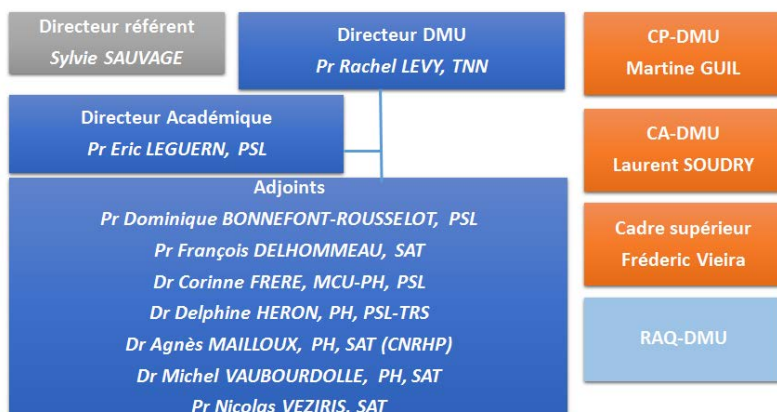 Directeur référent
Sylvie SAUVAGE
Directeur DMU
Pr Rachel LEVY, TNN
CP-DMU
Martine GUIL
Directeur Académique
Pr Eric LEGUERN, PSL
CA-DMU
Laurent SOUDRY
Adjoints
Pr Dominique BONNEFONT-ROUSSELOT, PSL
Pr François DELHOMMEAU, SAT
Dr Corinne FRERE, MCU-PH, PSL
Dr Delphine HERON, PH, PSL-TRS
Dr Agnès MAILLOUX, PH, SAT (CNRHP)
Dr Michel VAUBOURDOLLE, PH, SAT
Pr Nicolas VEZIRIS, SAT
Cadre supérieur
Fréderic Vieira
RAQ-DMU